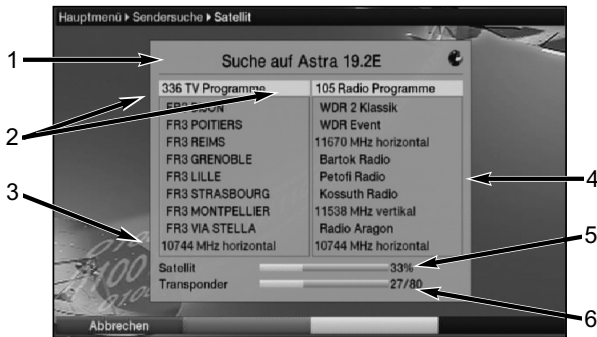 Hauptmenü ▸ Sendersuche ▸ Satellit
1
Suche auf Astra 19.2E
336 TV Programme
105 Radio Programme
2
FR3 DIJON
WDR 2 Klassik
FR3 POITIERS
WDR Event
FR3 REIMS
11670 MHz horizontal
FR3 GRENOBLE
Bartok Radio
FR3 LILLE
Petofi Radio
4
3
FR3 STRASBOURG
Kossuth Radio
FR3 MONTPELLIER
11538 MHz vertikal
FR3 VIA STELLA
Radio Aragon
5
10744 MHz horizontal
10744 MHz horizontal
Satellit
33%
Transponder
27/80
6
Abbrechen